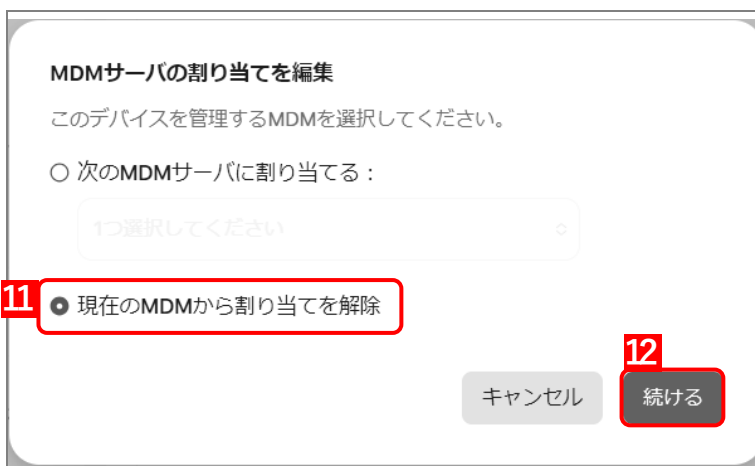 MDMサーバの割り当てを編集
このデバイスを管理するMDMを選択してください。
次のMDMサーバに割り当てる：
1つ選択してください
11
現在のMDMから割り当てを解除
12
キャンセル
続ける